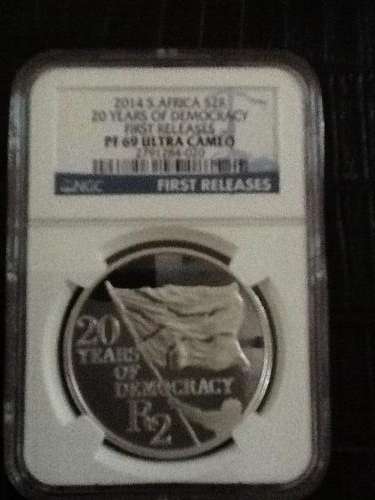 2014 S.AFRICA S2R
20 YEARS OF DEMOCRACY
FIRST RELEASES
PF 69 ULTRA CAMEO
NGC
FIRST RELEASES
20
YEARS
OF
DEMOCRACY
R2